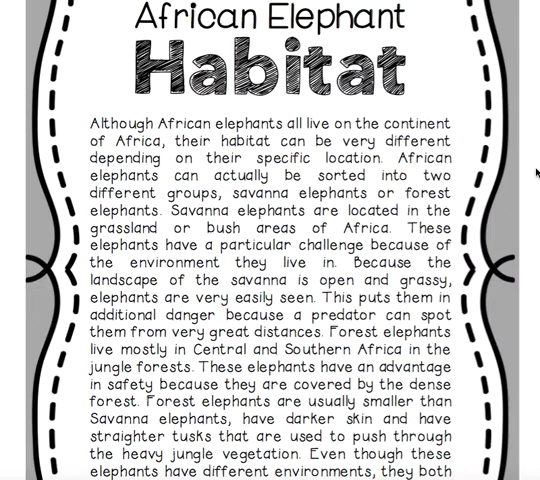 African Elephant
Habitat
Although African elephants all live on the continent
of Africa, their habitat can be very different
depending on their specific location. African
elephants can actually be sorted into two
different groups, savanna elephants or forest
elephants. Savanna elephants are located in the
grassland or bush areas of Africa. These
elephants have a particular challenge because of
the environment they live in. Because the
landscape of the savanna is open and grassy,
elephants are very easily seen. This puts them in
additional danger because a predator can spot
them from very great distances. Forest elephants
live mostly in Central and Southern Africa in the
jungle forests. These elephants have an advantage
in safety because they are covered by the dense
forest. Forest elephants are usually smaller than
Savanna elephants, have darker skin and have
straighter tusks that are used to push through
the heavy jungle vegetation. Even though these
elephants have different environments, they both